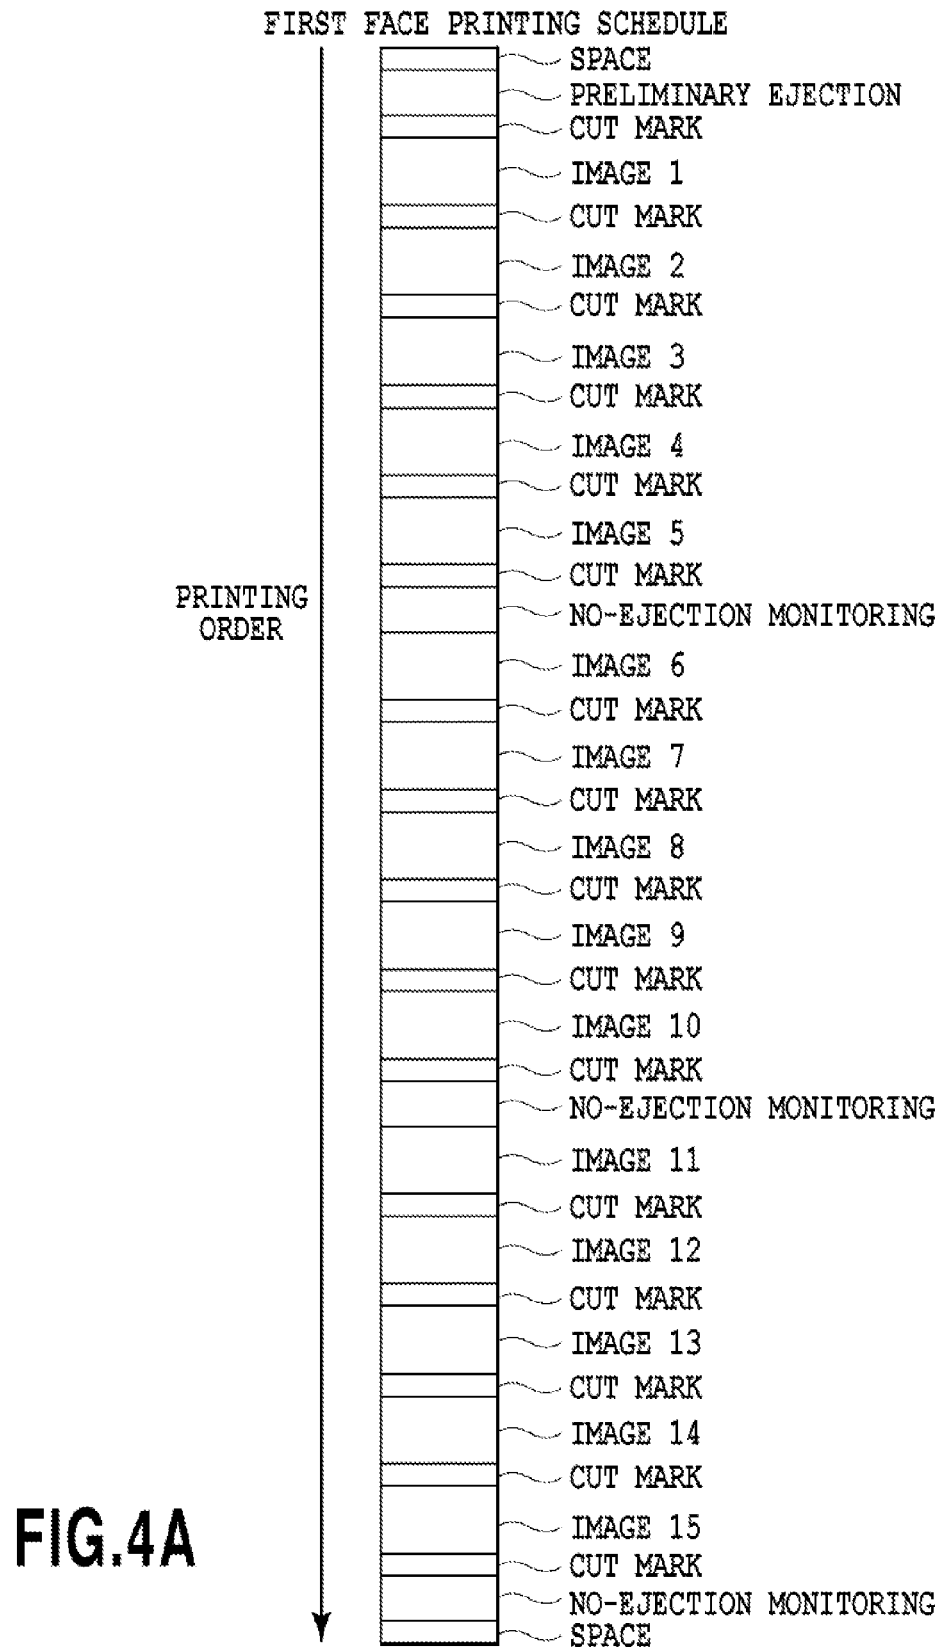 FIRST FACE PRINTING SCHEDULE
SPACE
PRELIMINARY EJECTION
CUT MARK
IMAGE 1
CUT MARK
IMAGE 2
CUT MARK
IMAGE 3
CUT MARK
IMAGE 4
CUT MARK
IMAGE 5
CUT MARK
PRINTING
ORDER
NO-EJECTION MONITORING
IMAGE 6
CUT MARK
IMAGE 7
CUT MARK
IMAGE 8
CUT MARK
IMAGE 9
CUT MARK
IMAGE 10
CUT MARK
NO-EJECTION MONITORING
IMAGE 11
CUT MARK
IMAGE 12
CUT MARK
IMAGE 13
CUT MARK
IMAGE 14
CUT MARK
IMAGE 15
CUT MARK
NO-EJECTION MONITORING
SPACE
FIG.4A